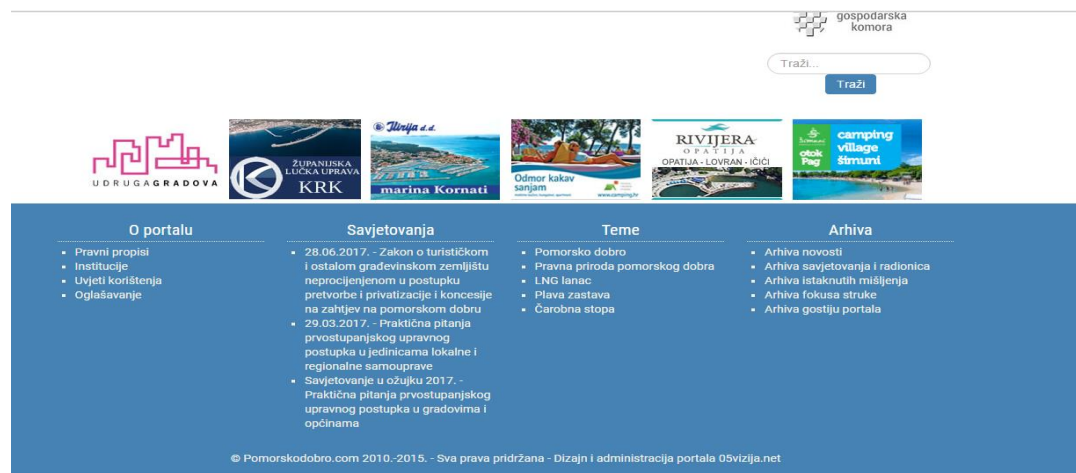 gospodarska
komora
Traži...
Traži
UDRUGAGRADOVA
ŽUPANIJSKA
LUČKA UPRAVA
KRK
Ilirija d.d.
marina Kornati
Odmor kakav
sanjam
www.camping.hr
RIVIJERA
OPATIJA
OPATIJA - LOVRAN - IČIĆI
ŠIMUNI
otok
Pag
camping
village
šimuni
O portalu
Pravni propisi
Institucije
Uvjeti korištenja
Oglašavanje
Savjetovanja
28.06.2017. - Zakon o turističkom
i ostalom građevinskom zemljištu
neprocijenjenom u postupku
pretvorbe i privatizacije i koncesije
na zahtjev na pomorskom dobru
29.03.2017. - Praktična pitanja
prvostupanjskog upravnog
postupka u jedinicama lokalne i
regionalne samouprave
Savjetovanje u ožujku 2017. -
Praktična pitanja prvostupanjskog
upravnog postupka u gradovima i
općinama
Teme
Pomorsko dobro
Pravna priroda pomorskog dobra
LNG lanac
Plava zastava
Čarobna stopa
Arhiva
Arhiva novosti
Arhiva savjetovanja i radionica
Arhiva istaknutih mišljenja
Arhiva fokusa struke
Arhiva gostiju portala
© Pomorskodobro.com 2010.-2015. - Sva prava pridržana - Dizajn i administracija portala 05vizija.net